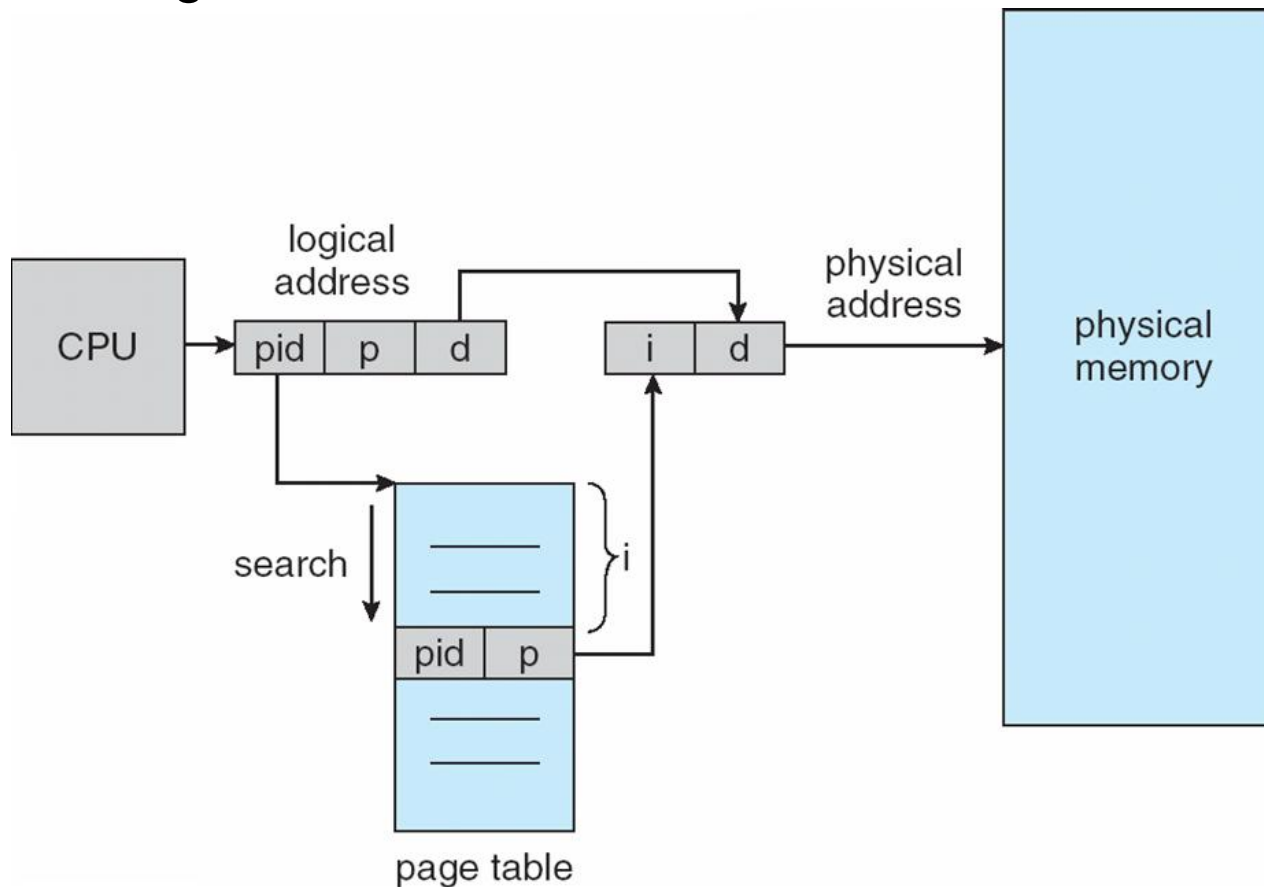 logical
address
physical
address
CPU
pid p d
i d
physical
memory
search
i
pid p
page table